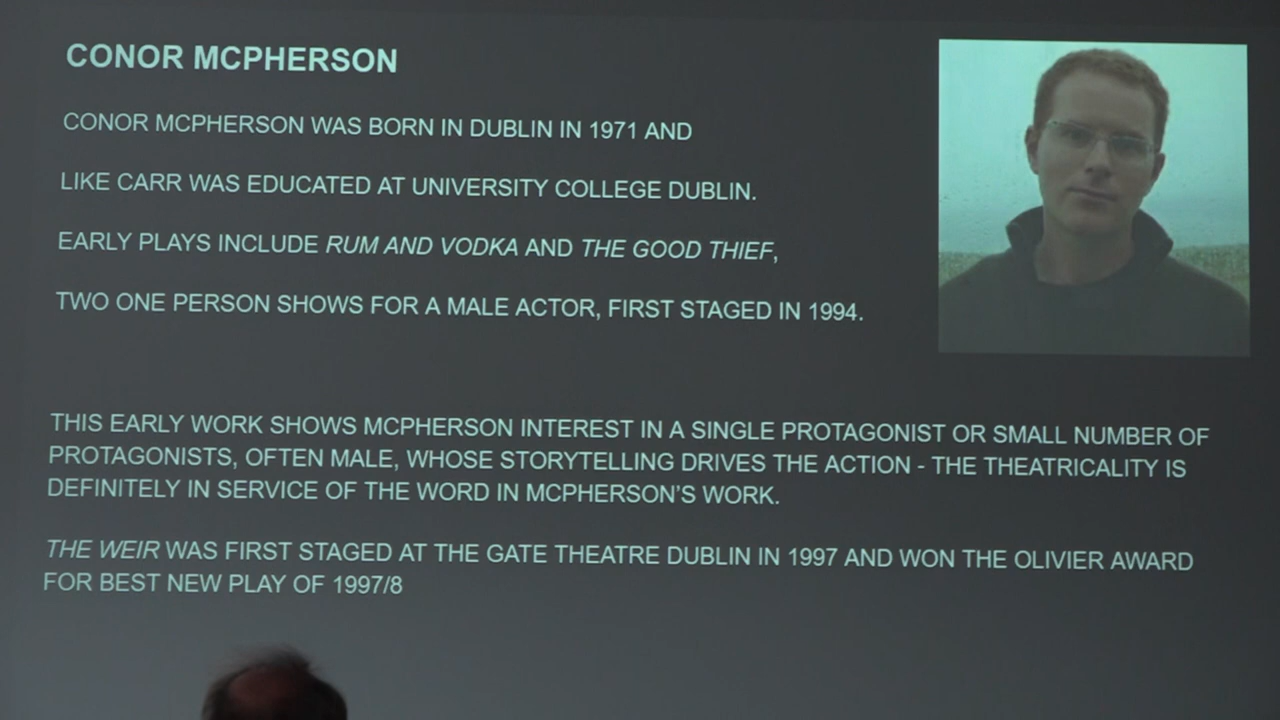 CONOR MCPHERSON
CONOR MCPHERSON WAS BORN IN DUBLIN IN 1971 AND
LIKE CARR WAS EDUCATED AT UNIVERSITY COLLEGE DUBLIN.
EARLY PLAYS INCLUDE RUM AND VODKA AND THE GOOD THIEF,
TWO ONE PERSON SHOWS FOR A MALE ACTOR, FIRST STAGED IN 1994.
THIS EARLY WORK SHOWS MCPHERSON INTEREST IN A SINGLE PROTAGONIST OR SMALL NUMBER OF
PROTAGONISTS, OFTEN MALE, WHOSE STORYTELLING DRIVES THE ACTION - THE THEATRICALITY IS
DEFINITELY IN SERVICE OF THE WORD IN MCPHERSON'S WORK.
THE WEIR WAS FIRST STAGED AT THE GATE THEATRE DUBLIN IN 1997 AND WON THE OLIVIER AWARD
FOR BEST NEW PLAY OF 1997/8